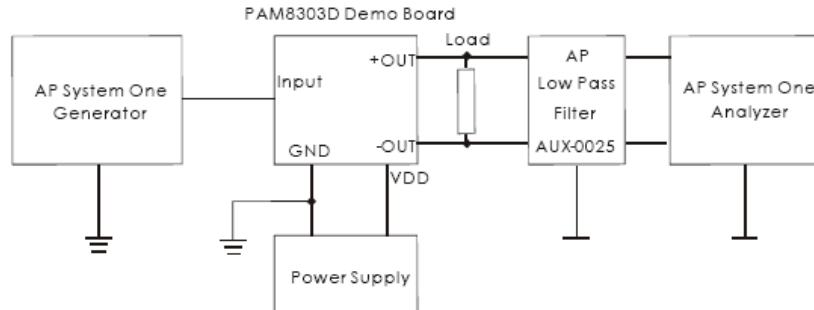 PAM8303D Demo Board
AP System One
Generator
Input
+OUT
-OUT
GND
VDD
Load
AP
Low Pass
Filter
AUX-0025
AP System One
Analyzer
Power Supply